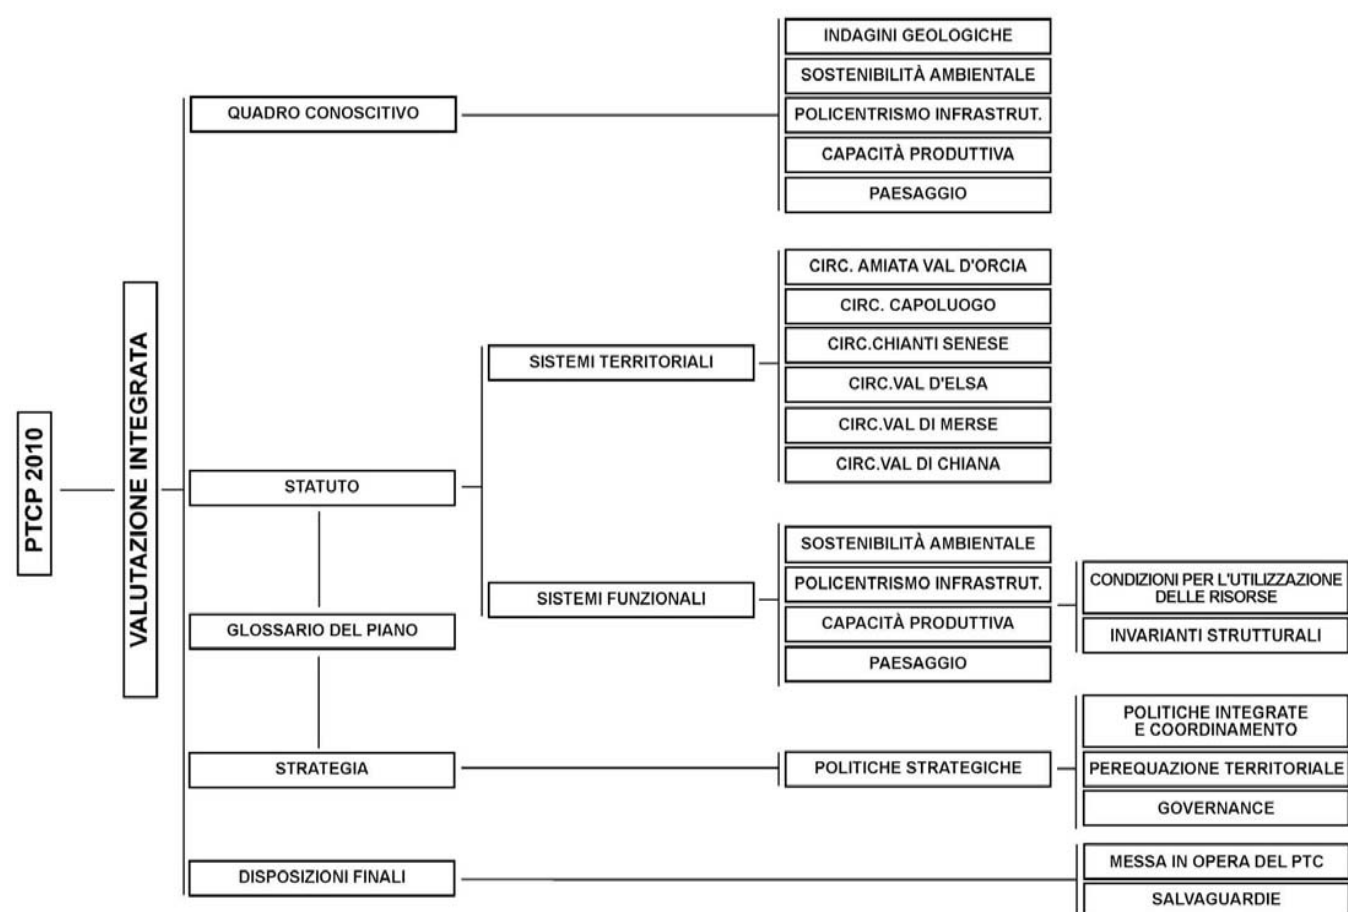 PTCP 2010
VALUTAZIONE INTEGRATA
QUADRO CONOSCITIVO
INDAGINI GEOLOGICHE
SOSTENIBILITÀ AMBIENTALE
POLICENTRISMO INFRASTRUT.
CAPACITÀ PRODUTTIVA
PAESAGGIO
STATUTO
SISTEMI TERRITORIALI
CIRC. AMIATA VAL D'ORCIA
CIRC. CAPOLUOGO
CIRC.CHIANTI SENESE
CIRC.VAL D'ELSA
CIRC.VAL DI MERSE
CIRC.VAL DI CHIANA
SISTEMI FUNZIONALI
SOSTENIBILITÀ AMBIENTALE
POLICENTRISMO INFRASTRUT.
CAPACITÀ PRODUTTIVA
PAESAGGIO
CONDIZIONI PER L'UTILIZZAZIONE
DELLE RISORSE
INVARIANTI STRUTTURALI
GLOSSARIO DEL PIANO
STRATEGIA
POLITICHE STRATEGICHE
POLITICHE INTEGRATE
E COORDINAMENTO
PEREQUAZIONE TERRITORIALE
GOVERNANCE
DISPOSIZIONI FINALI
MESSA IN OPERA DEL PTC
SALVAGUARDIE